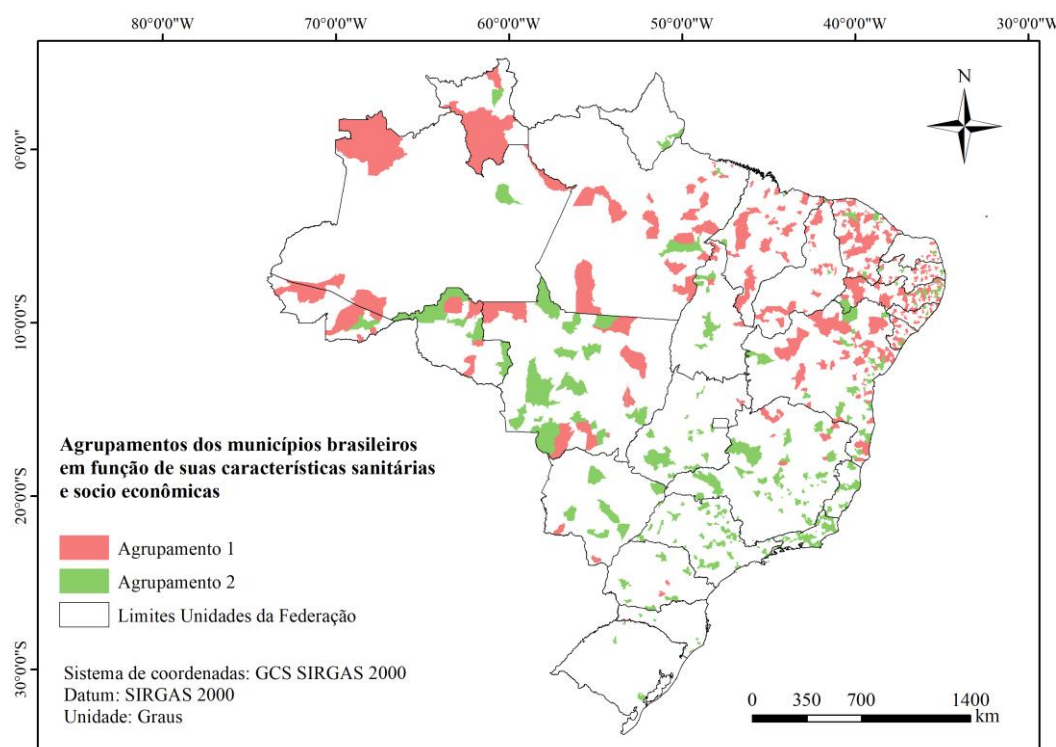 80°0'0"W 70°0'0"W 60°0'0"W 50°0'0"W 40°0'0"W 30°0'0"W
N
0°0'0"
10°0'0"S
20°0'0"S
30°0'0"S
Agrupamentos dos municípios brasileiros
em função de suas características sanitárias
e socio econômicas
Agrupamento 1
Agrupamento 2
Limites Unidades da Federação
Sistema de coordenadas: GCS SIRGAS 2000
Datum: SIRGAS 2000
Unidade: Graus
0 350 700 1400
km